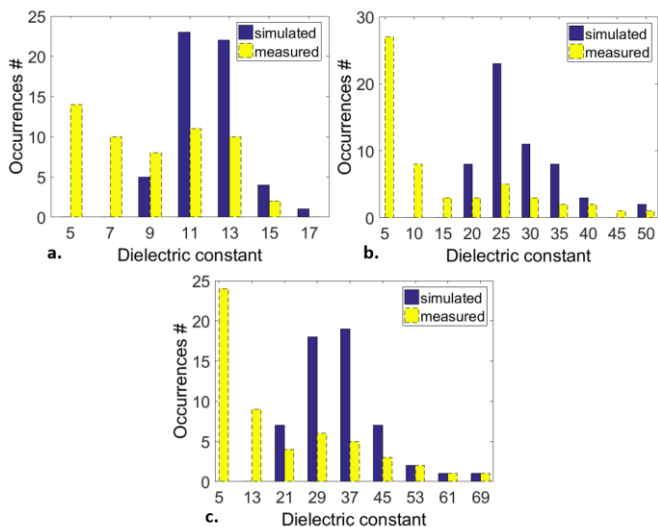 25
20
15
10
5
0
Occurrences #
simulated
measured
5 7 9 11 13 15 17
a. Dielectric constant
30
20
10
0
Occurrences #
simulated
measured
5 10 15 20 25 30 35 40 45 50
b. Dielectric constant
25
20
15
10
5
0
Occurrences #
simulated
measured
5 13 21 29 37 45 53 61 69
c. Dielectric constant